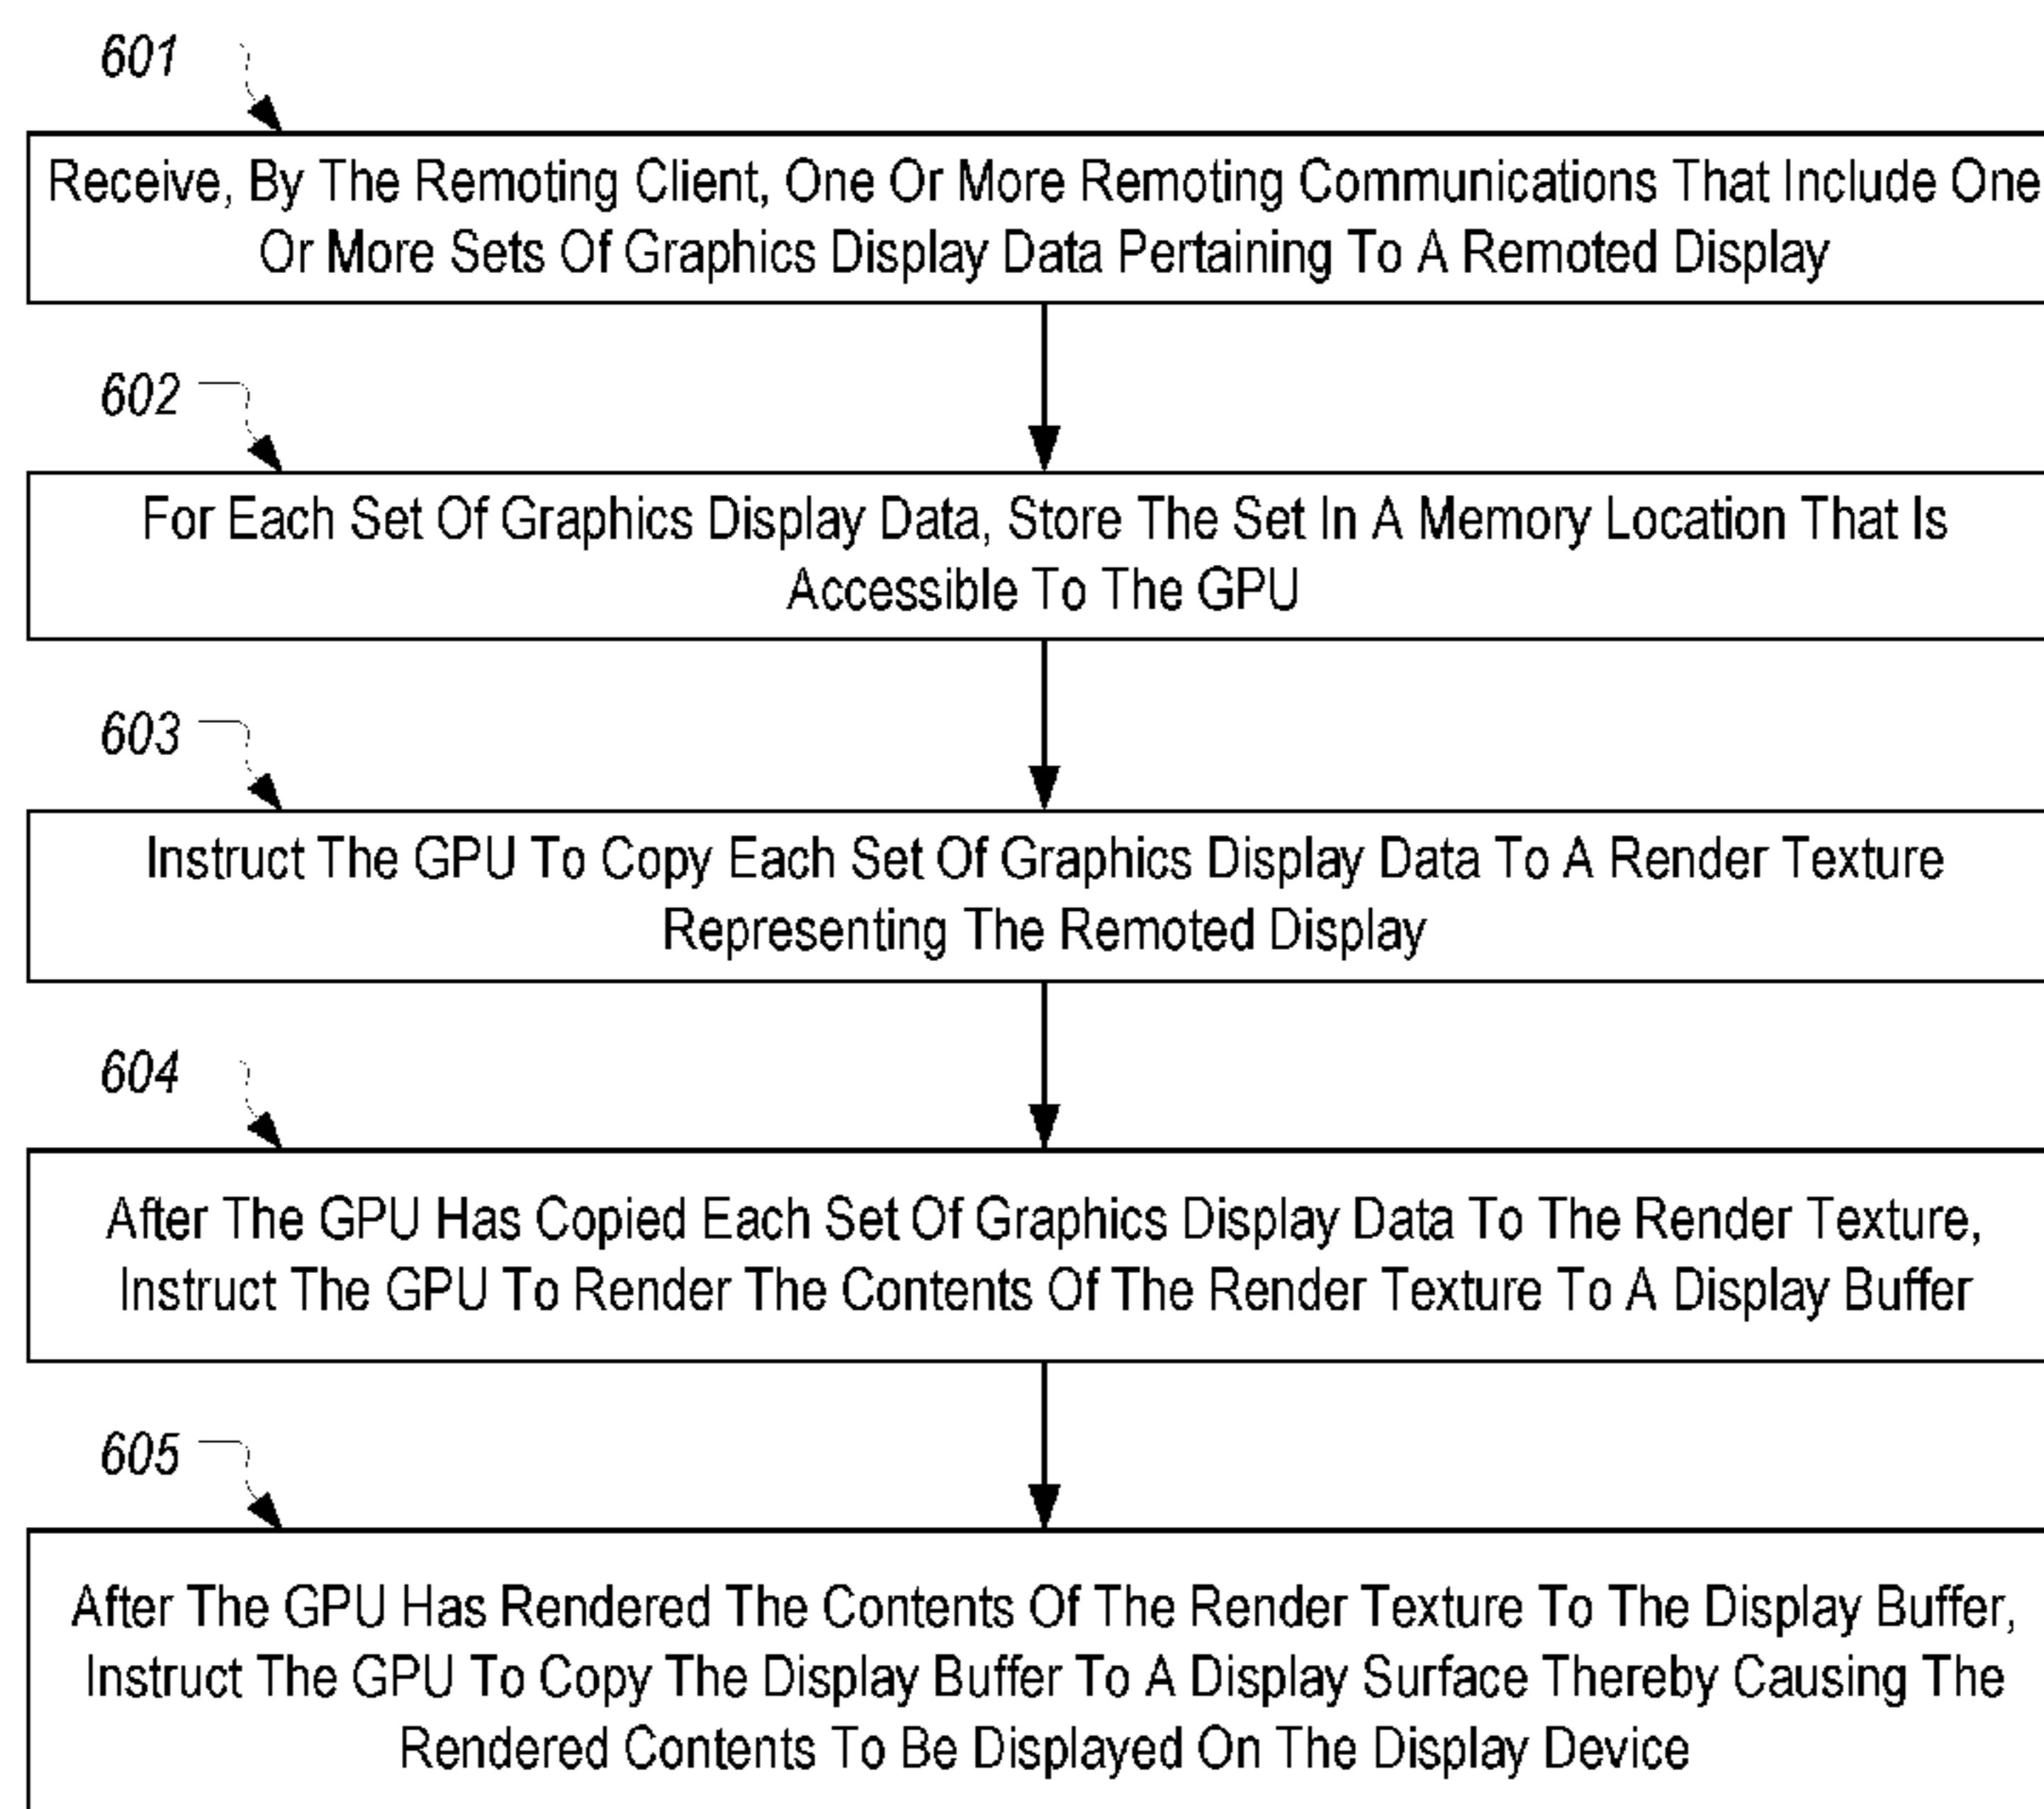 601
Receive, By The Remoting Client, One Or More Remoting Communications That Include One
Or More Sets Of Graphics Display Data Pertaining To A Remoted Display
602
For Each Set Of Graphics Display Data, Store The Set In A Memory Location That Is
Accessible To The GPU
603
Instruct The GPU To Copy Each Set Of Graphics Display Data To A Render Texture
Representing The Remoted Display
604
After The GPU Has Copied Each Set Of Graphics Display Data To The Render Texture,
Instruct The GPU To Render The Contents Of The Render Texture To A Display Buffer
605
After The GPU Has Rendered The Contents Of The Render Texture To The Display Buffer,
Instruct The GPU To Copy The Display Buffer To A Display Surface Thereby Causing The
Rendered Contents To Be Displayed On The Display Device